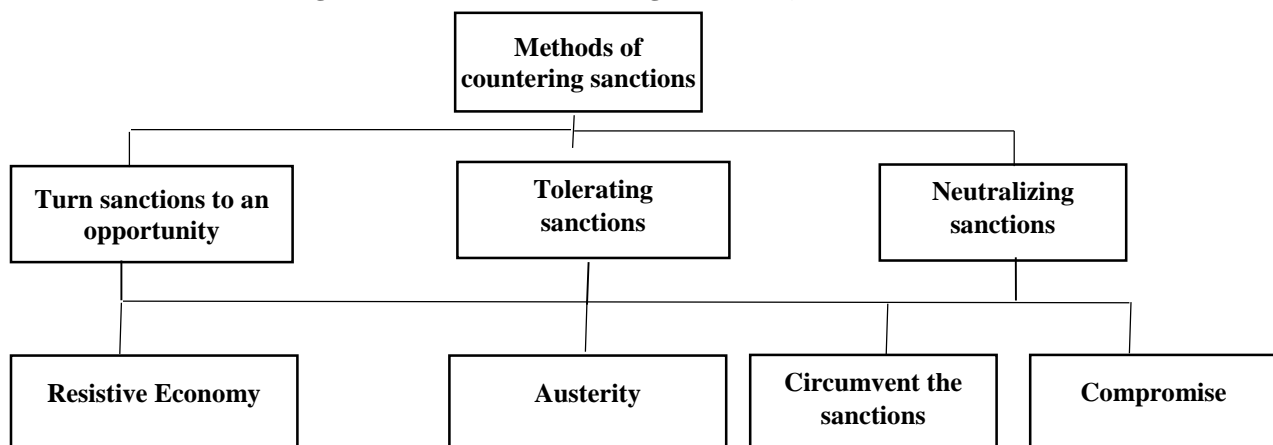 Methods of
countering sanctions
Turn sanctions to an
opportunity
Tolerating
sanctions
Neutralizing
sanctions
Resistive Economy
Austerity
Circumvent the
sanctions
Compromise